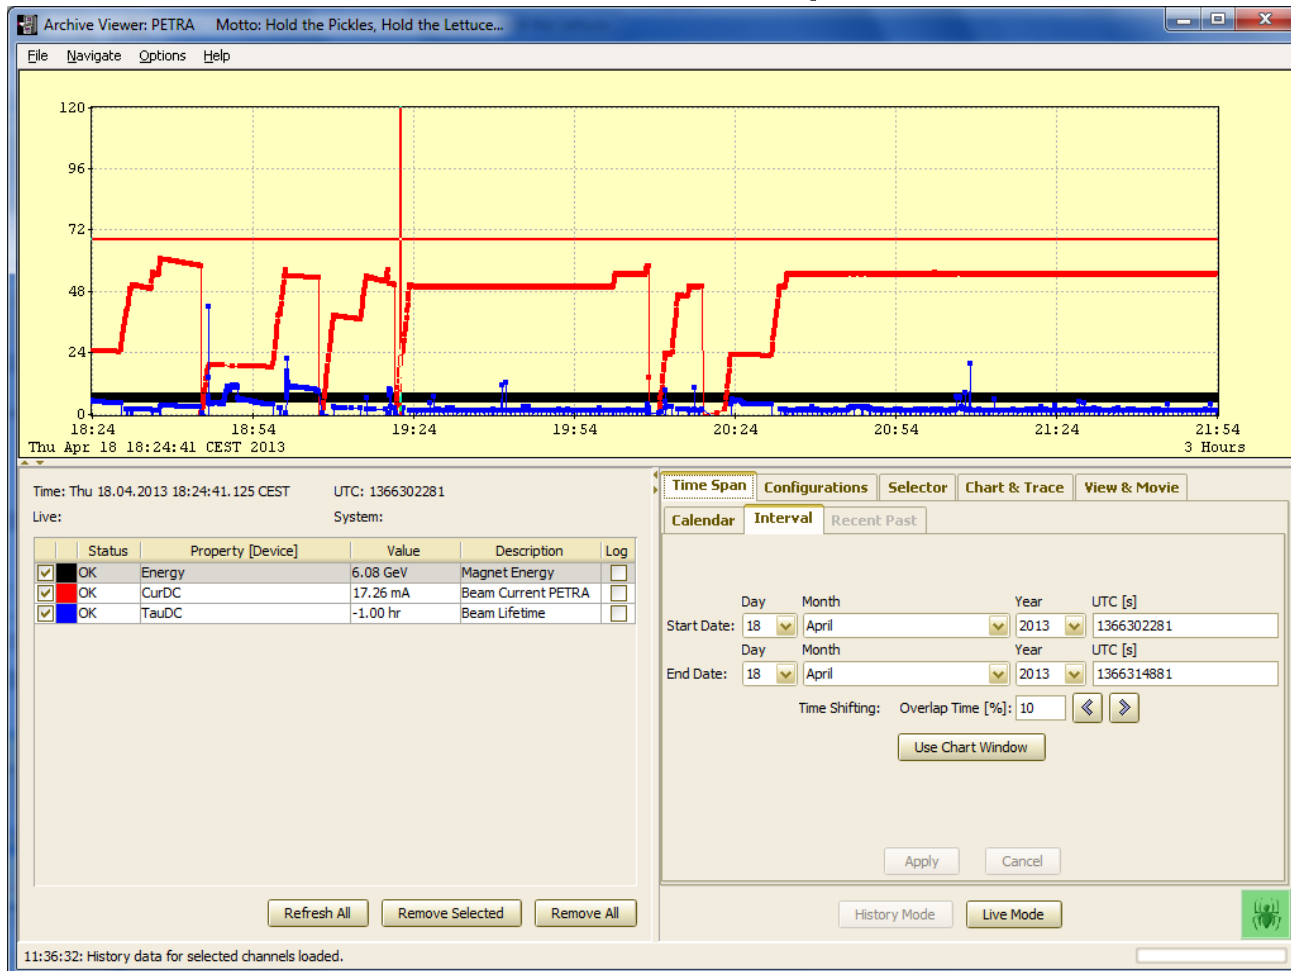 Archive Viewer: PETRA Motto: Hold the Pickles, Hold the Lettuce...
File Navigate Options Help
120
96
72
48
24
0
18:24 18:54 19:24 19:54 20:24 20:54 21:24 21:54
Thu Apr 18 18:24:41 CEST 2013 3 Hours
Time: Thu 18.04.2013 18:24:41.125 CEST UTC: 1366302281
Live: System:
Status Property [Device] Value Description Log
OK Energy 6.08 GeV Magnet Energy
OK CurDC 17.26 mA Beam Current PETRA
OK TauDC -1.00 hr Beam Lifetime
Refresh All Remove Selected Remove All
Time Span Configurations Selector Chart & Trace View & Movie
Calendar Interval Recent Past
Day Month Year UTC [s]
Start Date: 18 April 2013 1366302281
Day Month Year UTC [s]
End Date: 18 April 2013 1366314881
Time Shifting: Overlap Time [%]: 10
Use Chart Window
Apply Cancel
History Mode Live Mode
11:36:32: History data for selected channels loaded.